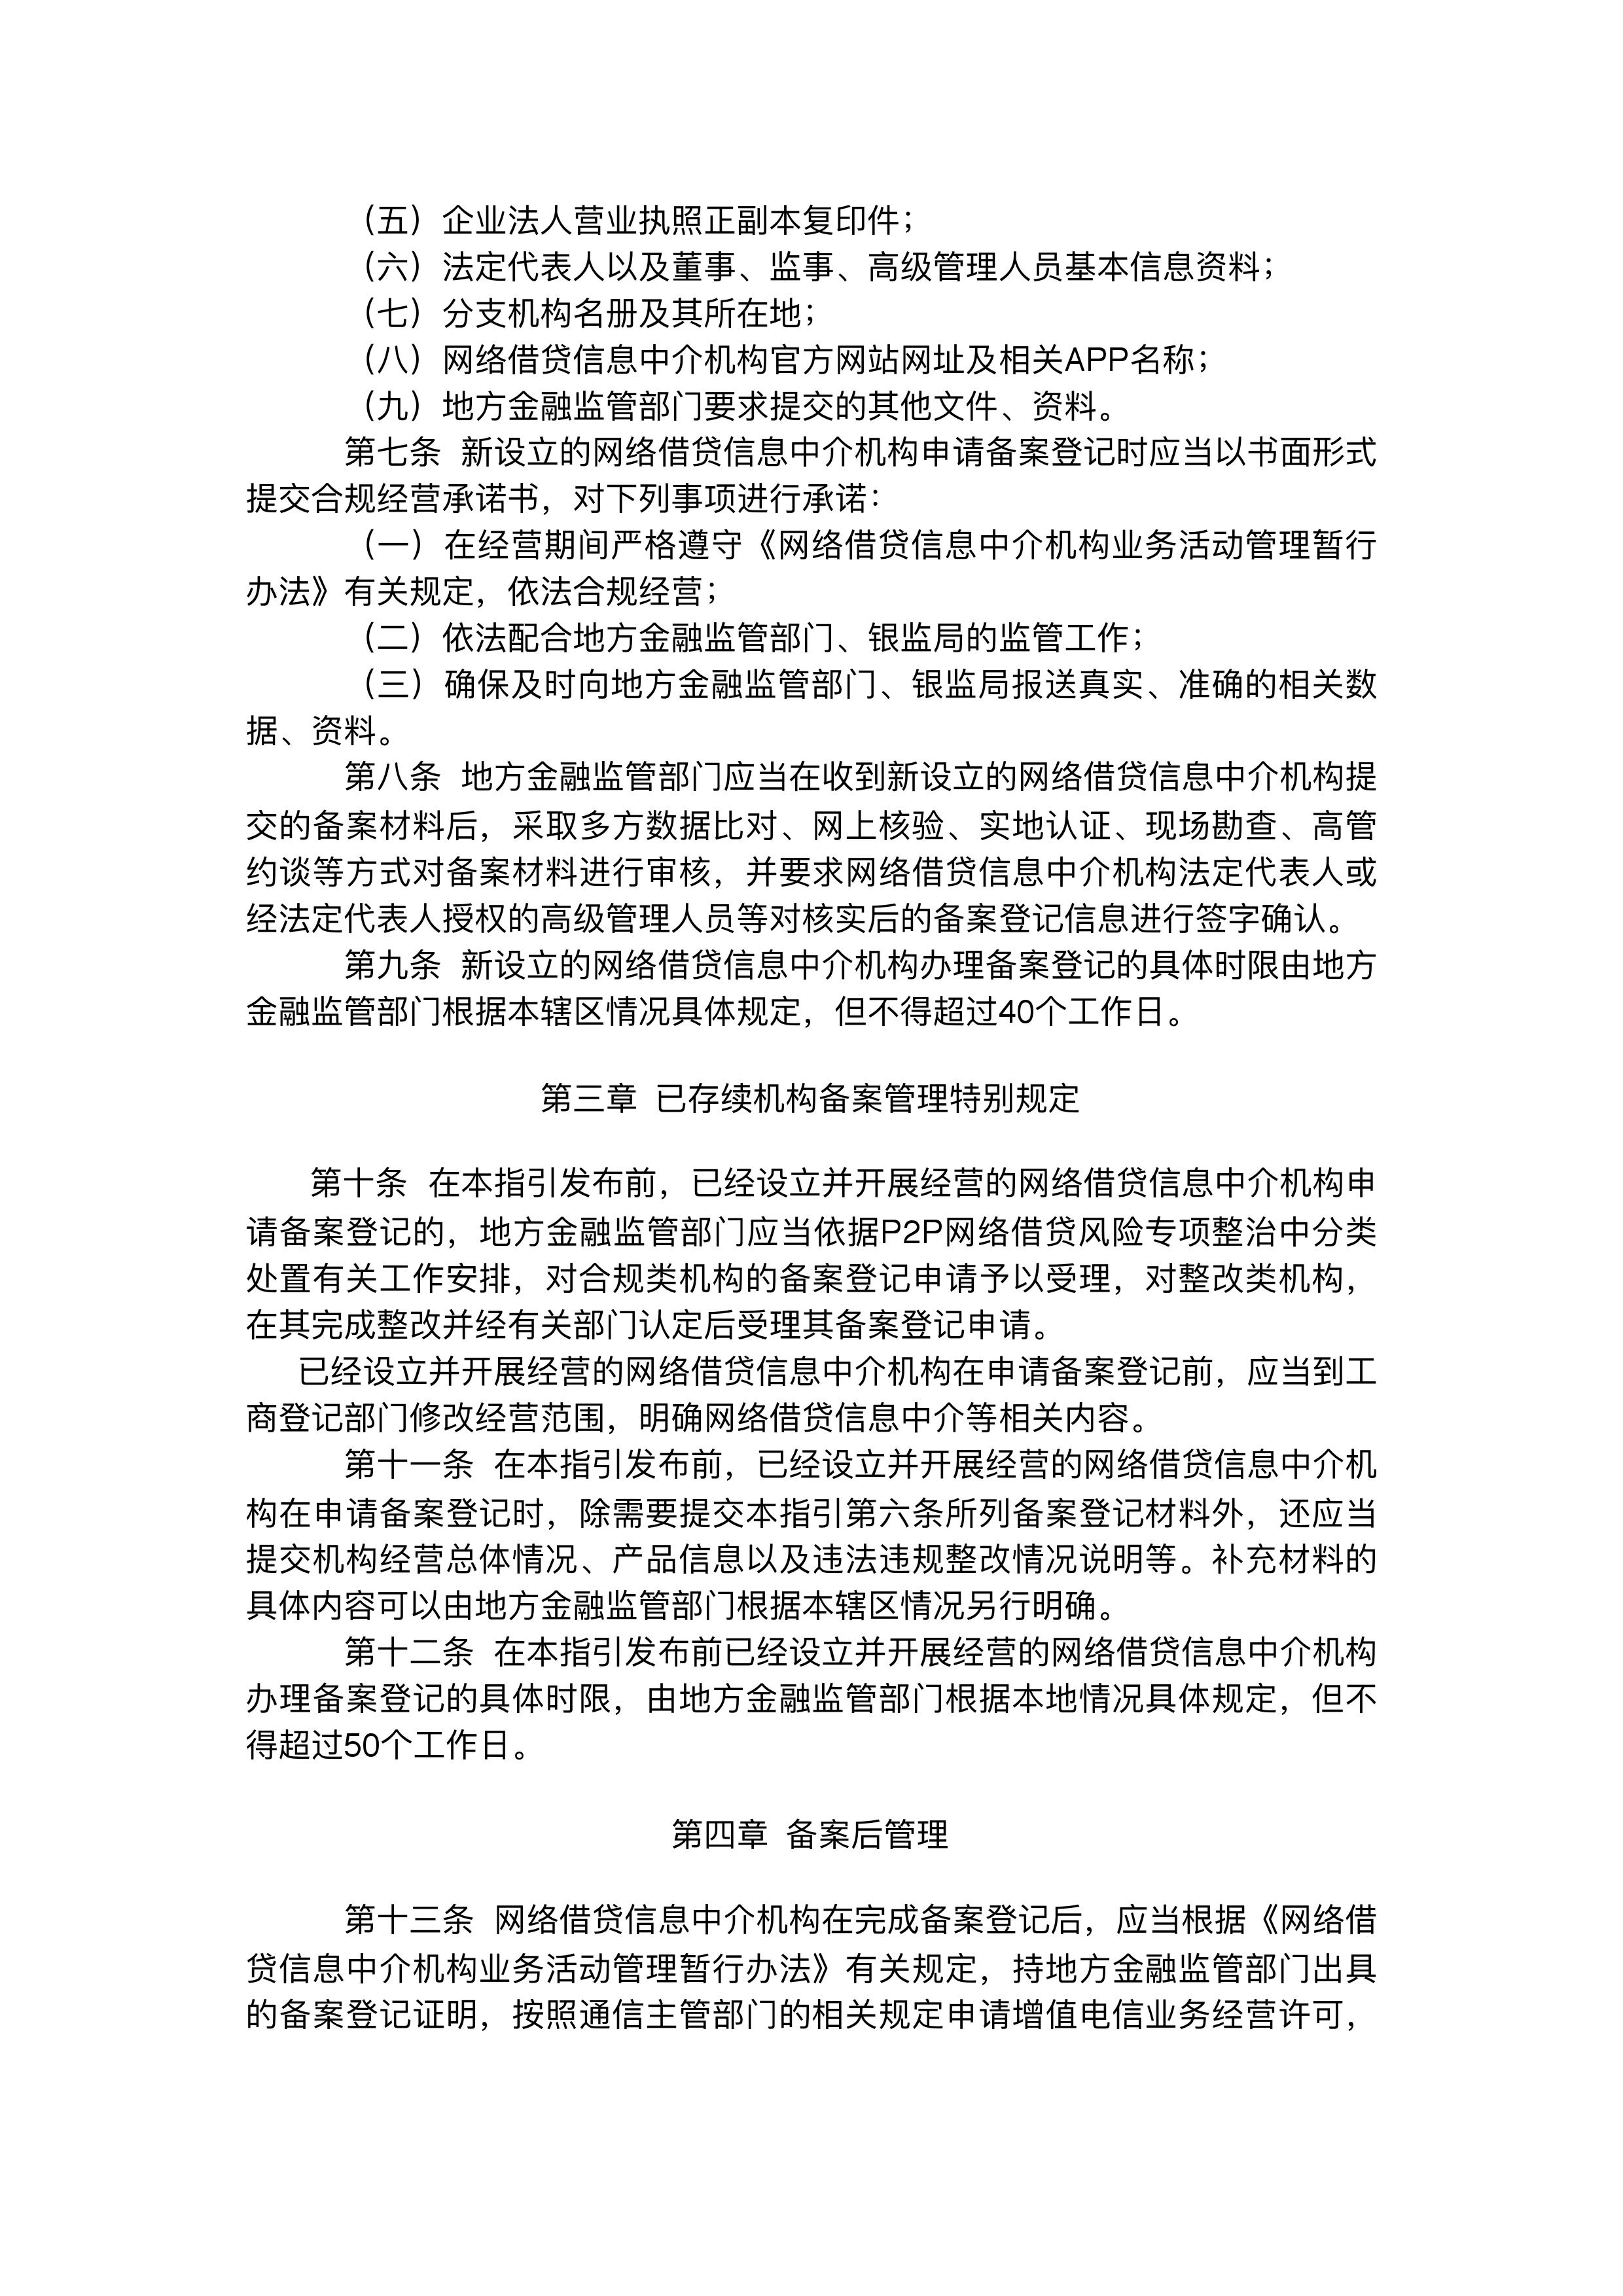 （五）企业法人营业执照正副本复印件；
（六）法定代表人以及董事、监事、高级管理人员基本信息资料；
（七）分支机构名册及其所在地；
（八）网络借贷信息中介机构官方网站网址及相关APP名称；
（九）地方金融监管部门要求提交的其他文件、资料。
第七条 新设立的网络借贷信息中介机构申请备案登记时应当以书面形式
提交合规经营承诺书，对下列事项进行承诺：
（一）在经营期间严格遵守《网络借贷信息中介机构业务活动管理暂行
办法》有关规定，依法合规经营；
（二）依法配合地方金融监管部门、银监局的监管工作；
（三）确保及时向地方金融监管部门、银监局报送真实、准确的相关数
据、资料。
第八条 地方金融监管部门应当在收到新设立的网络借贷信息中介机构提
交的备案材料后，采取多方数据比对、网上核验、实地认证、现场勘查、高管
约谈等方式对备案材料进行审核，并要求网络借贷信息中介机构法定代表人或
经法定代表人授权的高级管理人员等对核实后的备案登记信息进行签字确认。
第九条 新设立的网络借贷信息中介机构办理备案登记的具体时限由地方
金融监管部门根据本辖区情况具体规定，但不得超过40个工作日。
第三章 已存续机构备案管理特别规定
第十条 在本指引发布前，已经设立并开展经营的网络借贷信息中介机构申
请备案登记的，地方金融监管部门应当依据P2P网络借贷风险专项整治中分类
处置有关工作安排，对合规类机构的备案登记申请予以受理，对整改类机构，
在其完成整改并经有关部门认定后受理其备案登记申请。
已经设立并开展经营的网络借贷信息中介机构在申请备案登记前，应当到工
商登记部门修改经营范围，明确网络借贷信息中介等相关内容。
第十一条 在本指引发布前，已经设立并开展经营的网络借贷信息中介机
构在申请备案登记时，除需要提交本指引第六条所列备案登记材料外，还应当
提交机构经营总体情况、产品信息以及违法违规整改情况说明等。补充材料的
具体内容可以由地方金融监管部门根据本辖区情况另行明确。
第十二条 在本指引发布前已经设立并开展经营的网络借贷信息中介机构
办理备案登记的具体时限，由地方金融监管部门根据本地情况具体规定，但不
得超过50个工作日。
第四章 备案后管理
第十三条 网络借贷信息中介机构在完成备案登记后，应当根据《网络借
贷信息中介机构业务活动管理暂行办法》有关规定，持地方金融监管部门出具
的备案登记证明，按照通信主管部门的相关规定申请增值电信业务经营许可，